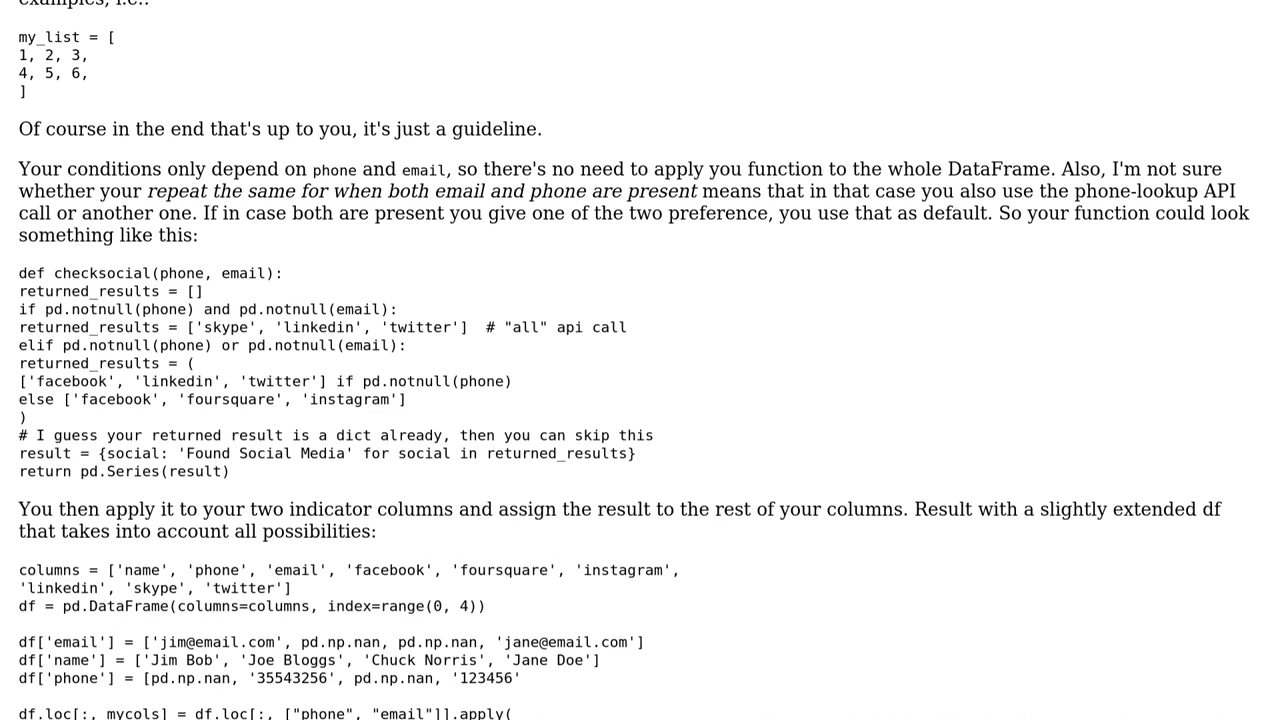 examples, i.e.:
my_list = [
1, 2, 3,
4, 5, 6,
]
Of course in the end that's up to you, it's just a guideline.
Your conditions only depend on phone and email, so there's no need to apply you function to the whole DataFrame. Also, I'm not sure
whether your repeat the same for when both email and phone are present means that in that case you also use the phone-lookup API
call or another one. If in case both are present you give one of the two preference, you use that as default. So your function could look
something like this:
def checksocial(phone, email):
returned_results = []
if pd.notnull(phone) and pd.notnull(email):
returned_results = ['skype', 'linkedin', 'twitter']  # "all" api call
elif pd.notnull(phone) or pd.notnull(email):
returned_results = (
['facebook', 'linkedin', 'twitter'] if pd.notnull(phone)
else ['facebook', 'foursquare', 'instagram']
)
# I guess your returned result is a dict already, then you can skip this
result = {social: 'Found Social Media' for social in returned_results}
return pd.Series(result)
You then apply it to your two indicator columns and assign the result to the rest of your columns. Result with a slightly extended df
that takes into account all possibilities:
columns = ['name', 'phone', 'email', 'facebook', 'foursquare', 'instagram',
'linkedin', 'skype', 'twitter']
df = pd.DataFrame(columns=columns, index=range(0, 4))
df['email'] = ['jim@email.com', pd.np.nan, pd.np.nan, 'jane@email.com']
df['name'] = ['Jim Bob', 'Joe Bloggs', 'Chuck Norris', 'Jane Doe']
df['phone'] = [pd.np.nan, '35543256', pd.np.nan, '123456'
df.loc[:, mycols] = df.loc[:, ["phone", "email"]].apply(